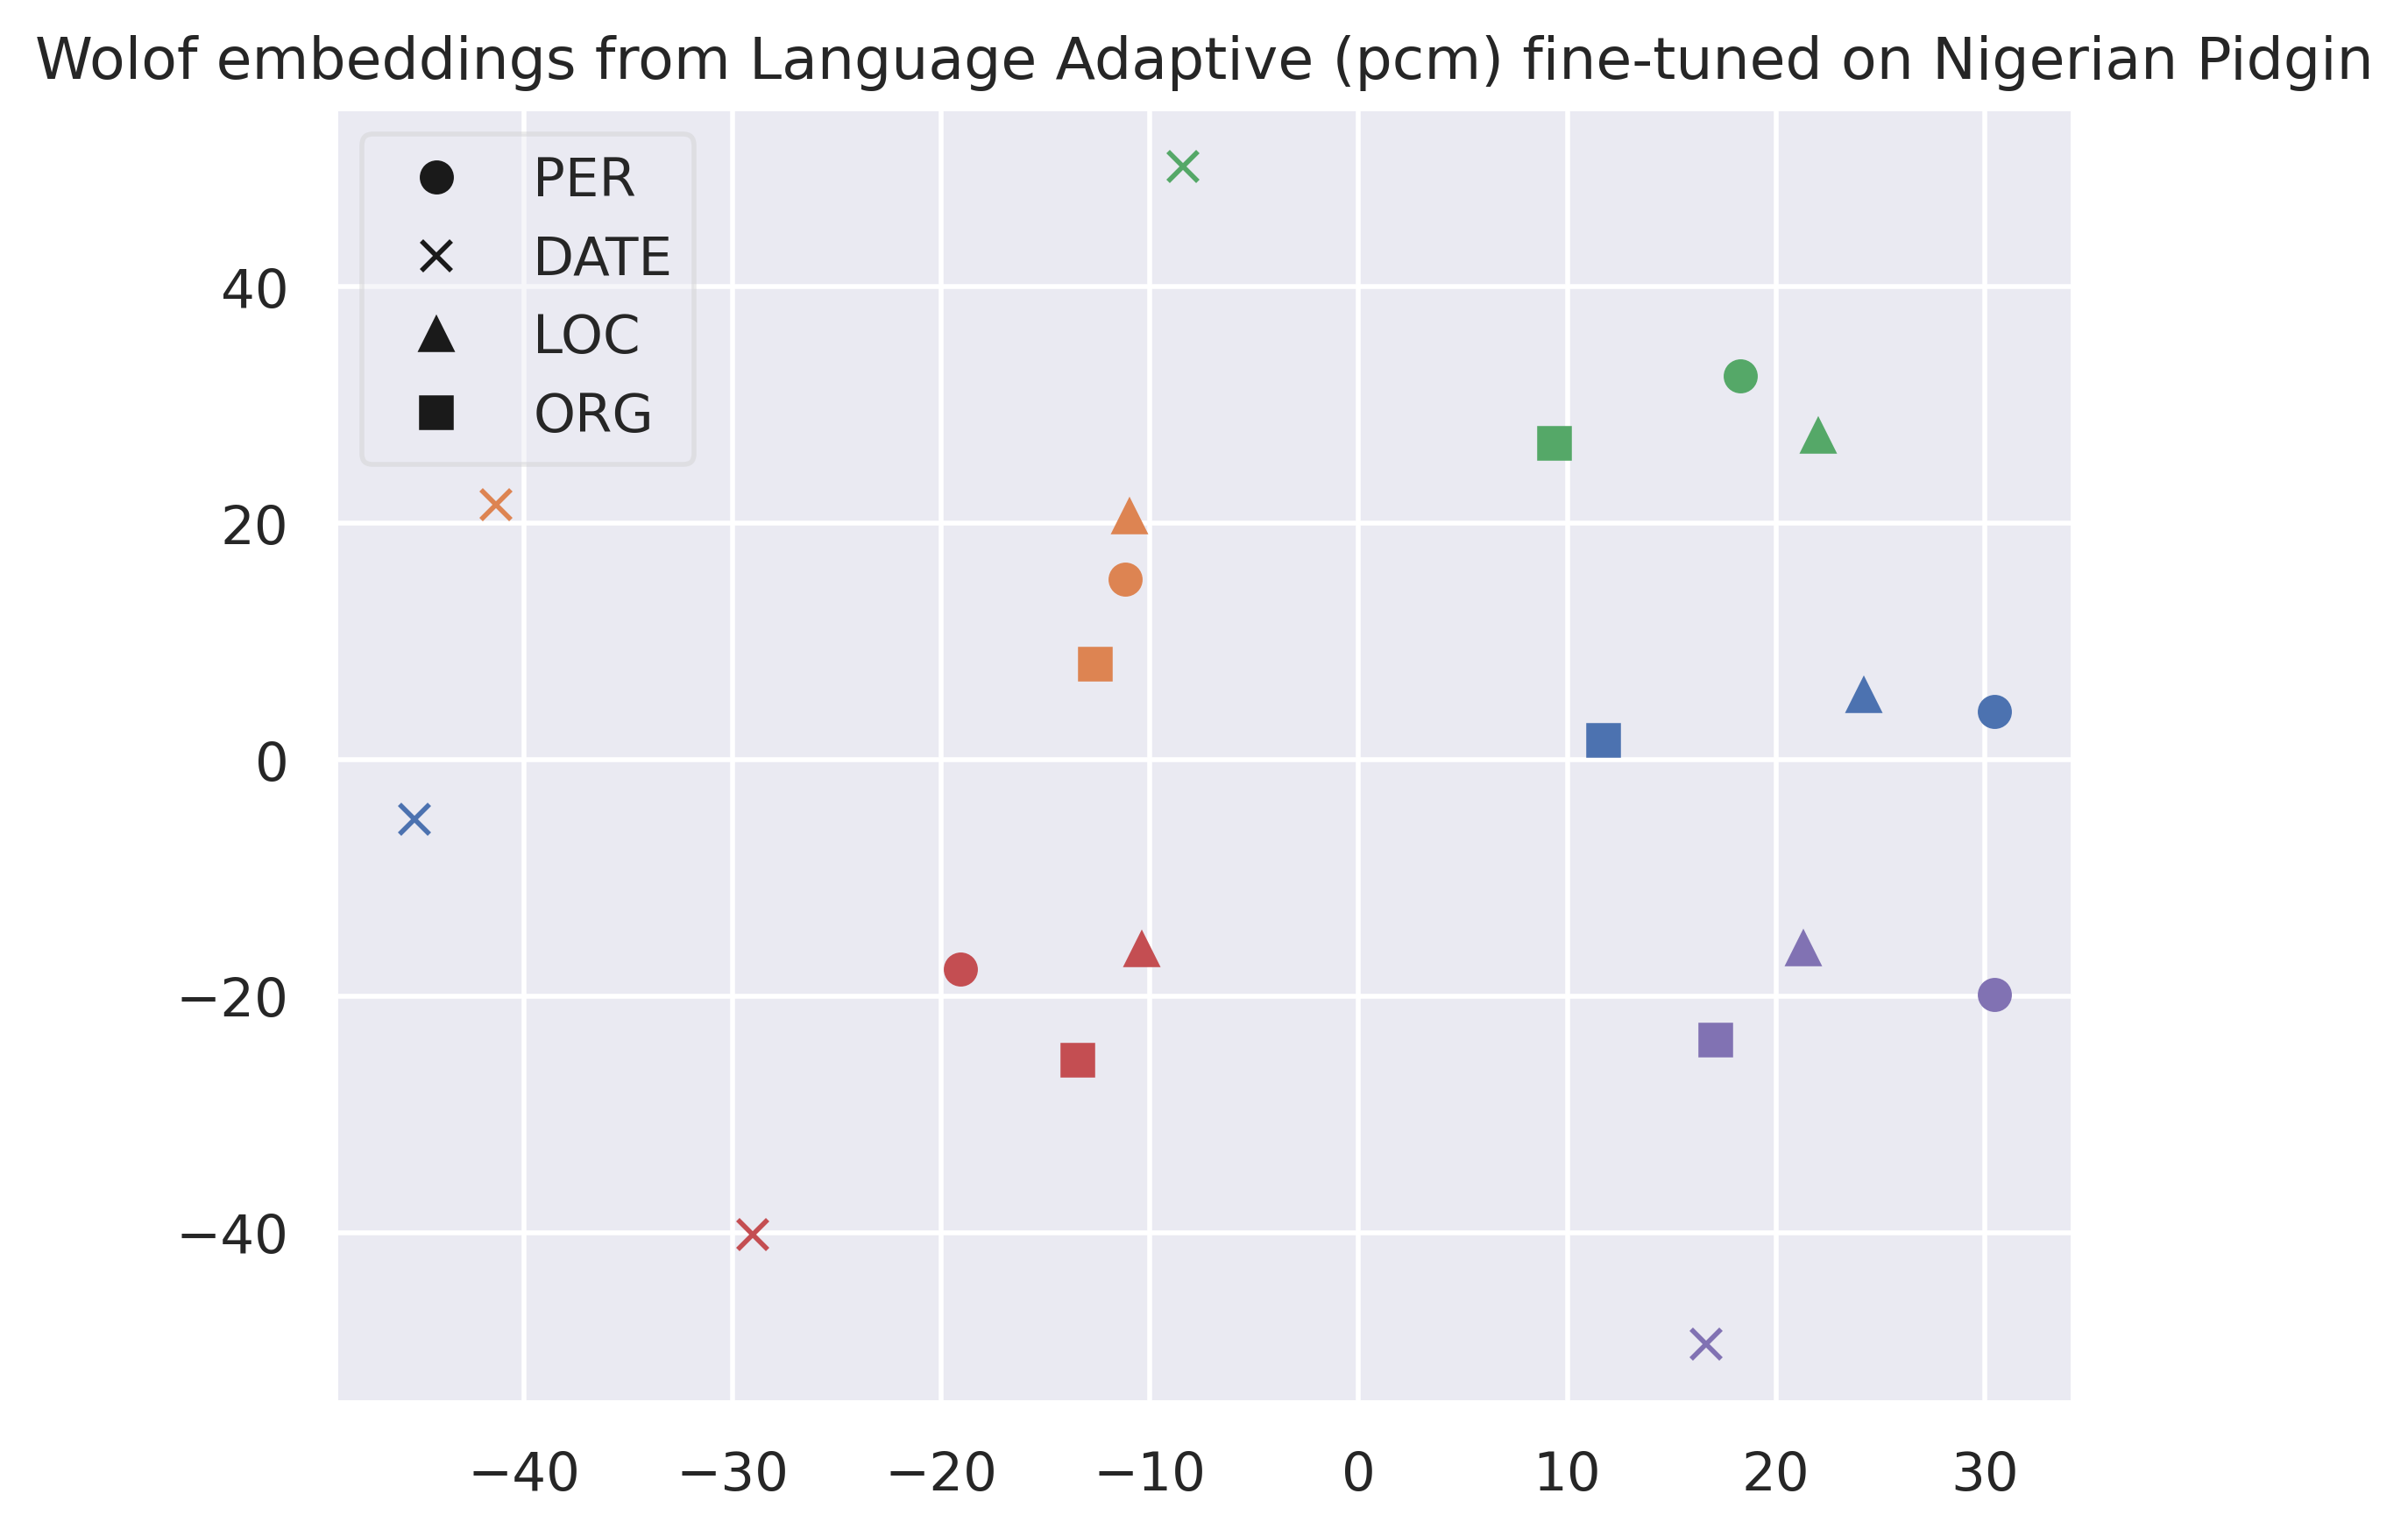 Wolof embeddings from Language Adaptive (pcm) fine-tuned on Nigerian Pidgin
PER
DATE
LOC
ORG
40
20
0
−20
−40
−40 −30 −20 −10 0 10 20 30